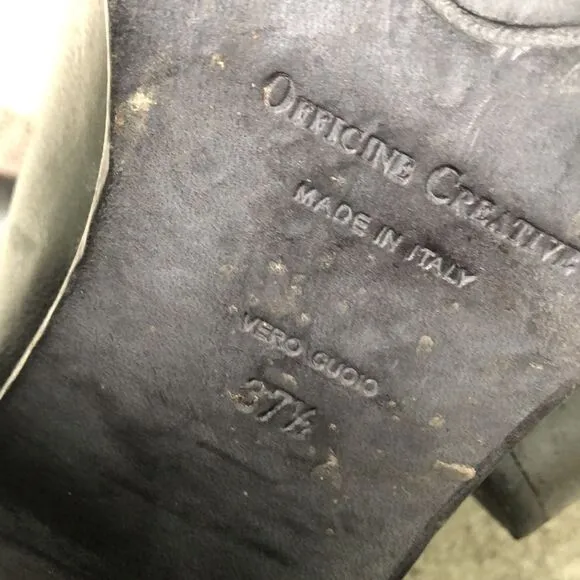 OFFICINE CREATIVE
MADE IN ITALY
VERO CUOIO
37½